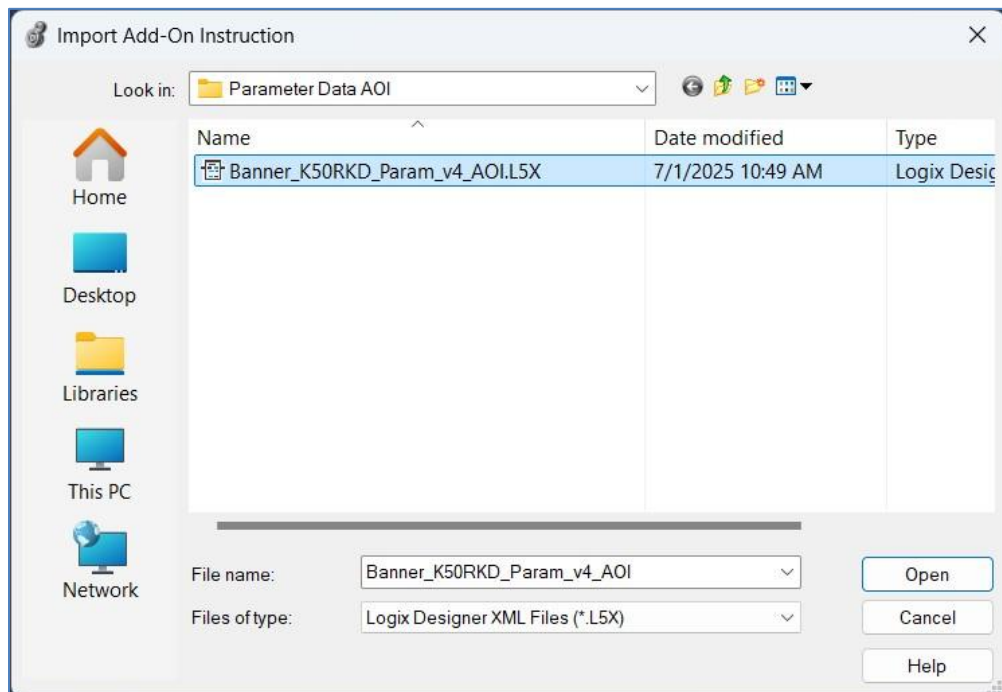 Import Add-On Instruction
Look in: Parameter Data AOI
Name Date modified Type
Banner_K50RKD_Param_v4_AOI.L5X 7/1/2025 10:49 AM Logix Desig
Home
Desktop
Libraries
This PC
Network
File name: Banner_K50RKD_Param_v4_AOI Open
Files of type: Logix Designer XML Files (*.L5X) Cancel
Help